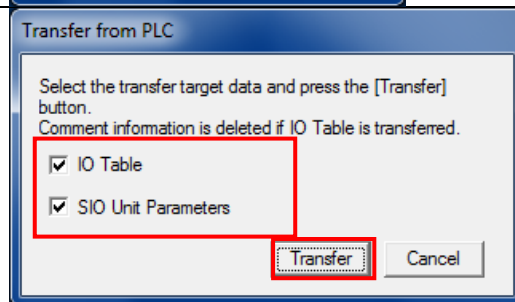 Transfer from PLC
Select the transfer target data and press the [Transfer]
button.
Comment information is deleted if IO Table is transferred.
IO Table
SIO Unit Parameters
Transfer
Cancel